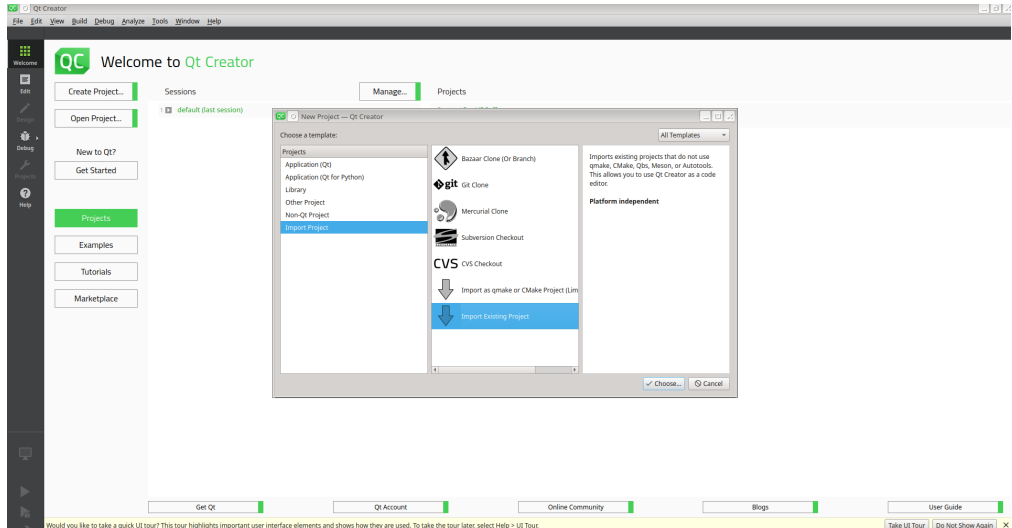 QC Qt Creator
File Edit View Build Debug Analyze Tools Window Help
Welcome
Edit
Design
Debug
Projects
Help
QC Welcome to Qt Creator
Create Project...
Open Project...
New to Qt?
Get Started
Projects
Examples
Tutorials
Marketplace
Sessions
Manage...
Projects
1 default (last session)
QC New Project — Qt Creator
Choose a template:
All Templates
Projects
Application (Qt)
Application (Qt for Python)
Library
Other Project
Non-Qt Project
Import Project
Bazaar Clone (Or Branch)
git Git Clone
Mercurial Clone
Subversion Checkout
CVS CVS Checkout
Import as qmake or CMake Project (Lim
Import Existing Project
Imports existing projects that do not use
qmake, CMake, Qbs, Meson, or Autotools.
This allows you to use Qt Creator as a code
editor.
Platform independent
Choose...
Cancel
Get Qt
Qt Account
Online Community
Blogs
User Guide
Would you like to take a quick UI tour? This tour highlights important user interface elements and shows how they are used. To take the tour later, select Help > UI Tour.
Take UI Tour
Do Not Show Again